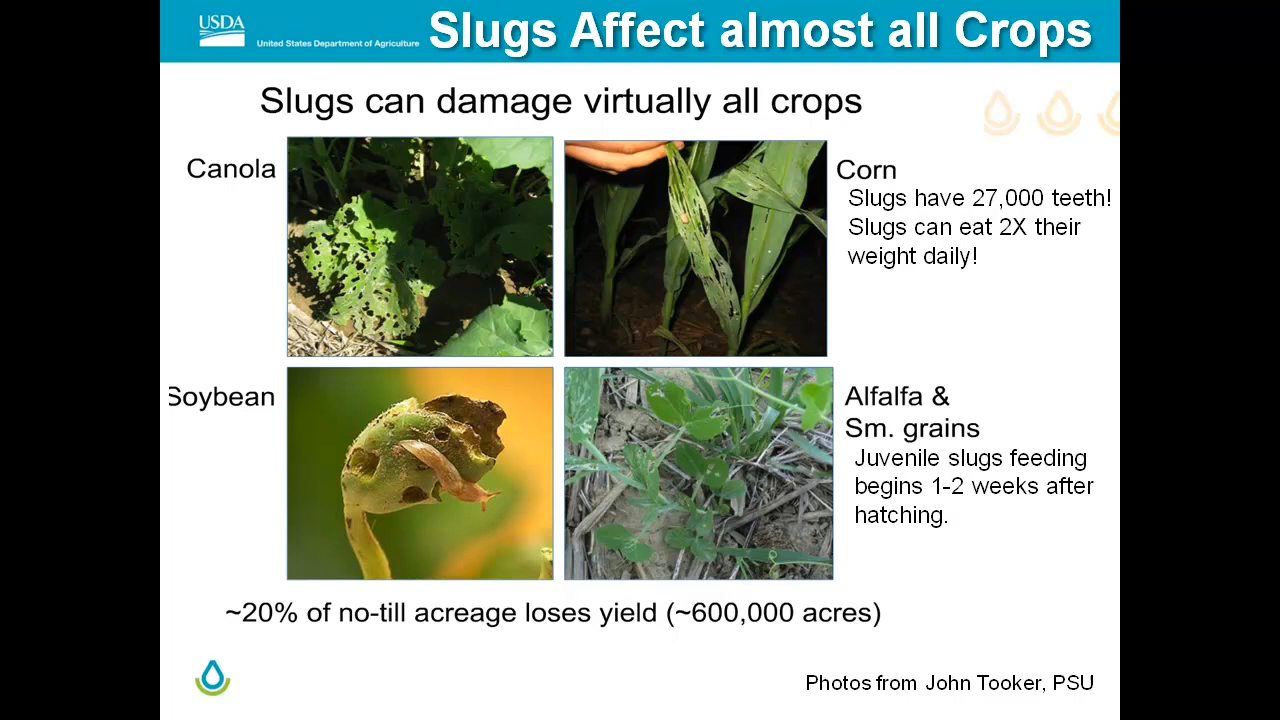 USDA
United States Department of Agriculture
Slugs Affect almost all Crops
Slugs can damage virtually all crops
Canola
Corn
Slugs have 27,000 teeth!
Slugs can eat 2X their
weight daily!
Soybean
Alfalfa &
Sm. grains
Juvenile slugs feeding
begins 1-2 weeks after
hatching.
~20% of no-till acreage loses yield (~600,000 acres)
Photos from John Tooker, PSU